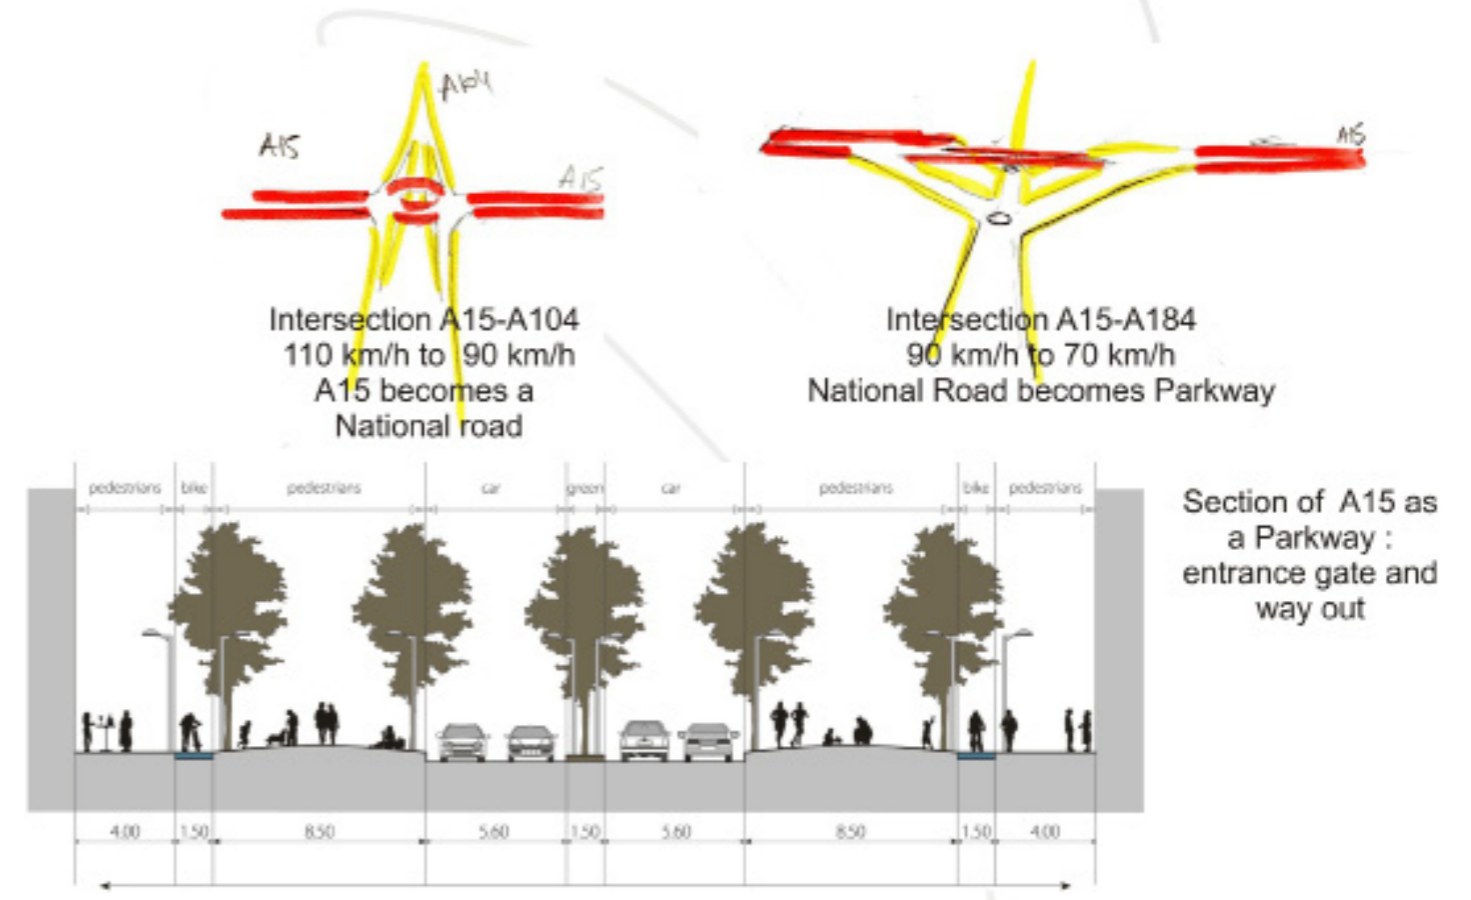 A104
A15
A15
A15
Intersection A15-A104
110 km/h to 90 km/h
A15 becomes a
National road
Intersection A15-A184
90 km/h to 70 km/h
National Road becomes Parkway
pedestrians bike pedestrians car green car pedestrians bike pedestrians
Section of A15 as
a Parkway :
entrance gate and
way out
4.00 1.50 8.50 5.60 1.50 5.60 8.50 1.50 4.00